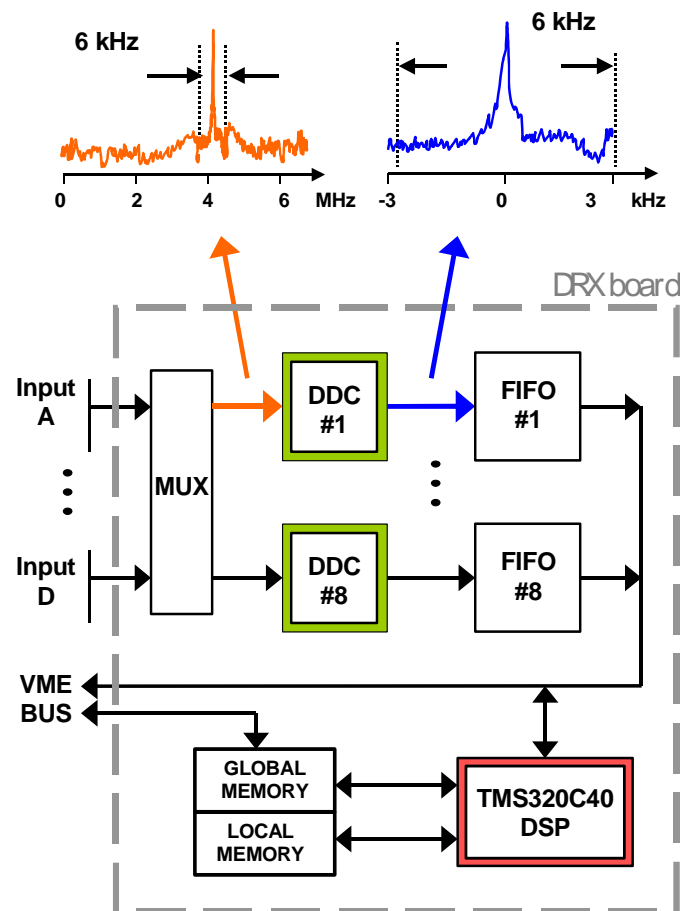 6 kHz
6 kHz
0 2 4 6 MHz
-3 0 3 kHz
DRX board
Input
A
MUX
DDC
#1
FIFO
#1
Input
D
DDC
#8
FIFO
#8
VME
BUS
GLOBAL
MEMORY
LOCAL
MEMORY
TMS320C40
DSP